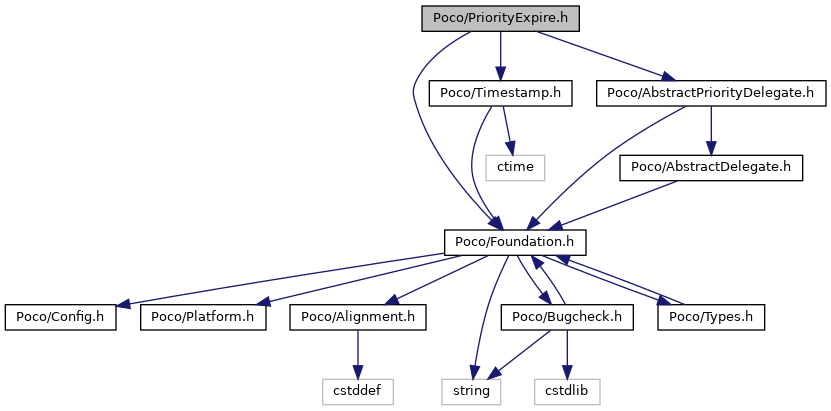 Poco/PriorityExpire.h
Poco/Timestamp.h
Poco/AbstractPriorityDelegate.h
ctime
Poco/AbstractDelegate.h
Poco/Foundation.h
Poco/Config.h
Poco/Platform.h
Poco/Alignment.h
Poco/Bugcheck.h
Poco/Types.h
cstddef
string
cstdlib